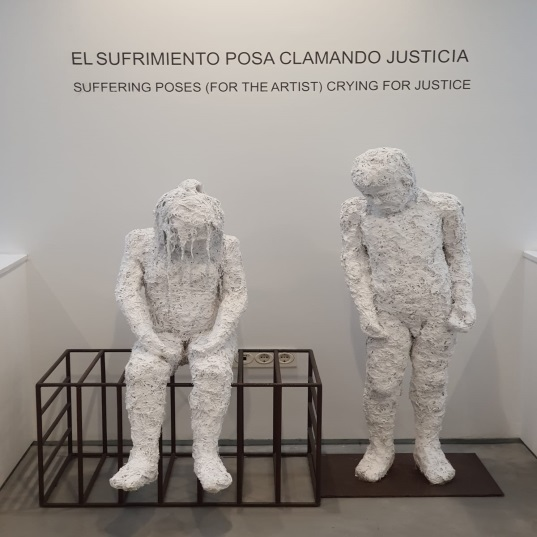 EL SUFRIMIENTO POSA CLAMANDO JUSTICIA
SUFFERING POSES (FOR THE ARTIST) CRYING FOR JUSTICE